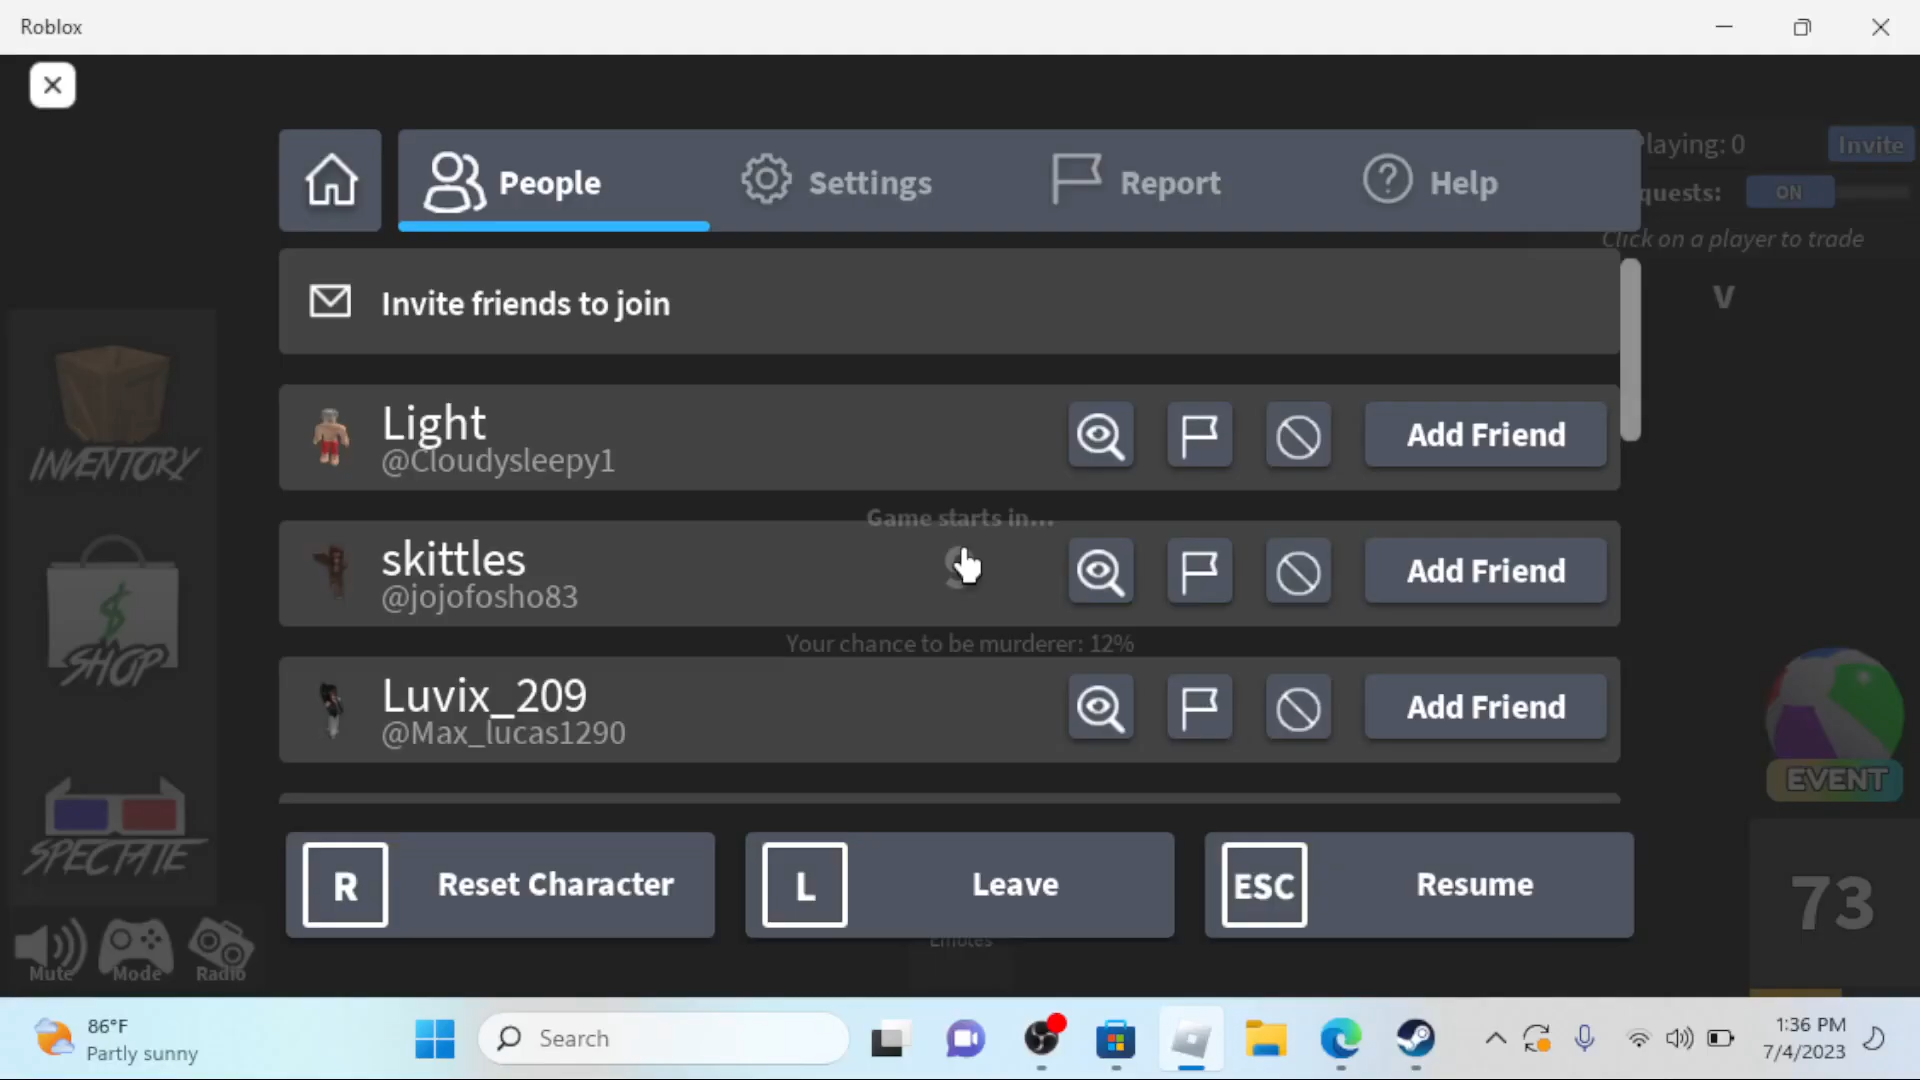 Roblox
People
Settings
Report
Help
laying: 0
Invite
quests:
ON
Click on a player to trade
V
Invite friends to join
Light
@Cloudysleepy1
Add Friend
Game starts in...
skittles
@jojofosho83
Add Friend
Your chance to be murderer: 12%
Luvix_209
@Max_lucas1290
Add Friend
INVENTORY
$
SHOP
SPECTATE
EVENT
R
Reset Character
L
Leave
ESC
Resume
73
Emotes
Mute
Mode
Radio
86°F
Partly sunny
Search
1:36 PM
7/4/2023